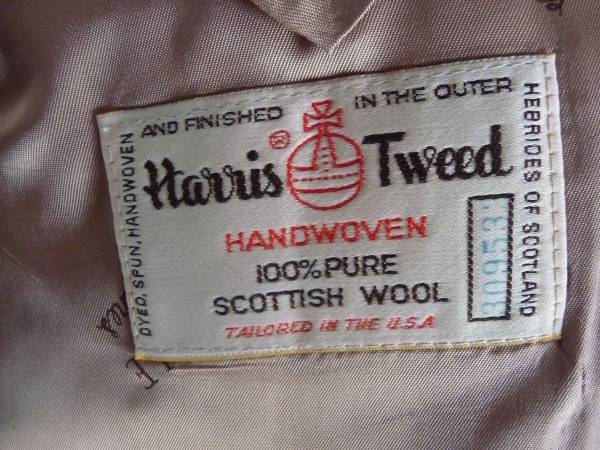 DYED, SPUN, HANDWOVEN
AND FINISHED
IN THE OUTER
HEBRIDES OF SCOTLAND
Harris® Tweed
HANDWOVEN
100% PURE
SCOTTISH WOOL
TAILORED IN THE U.S.A